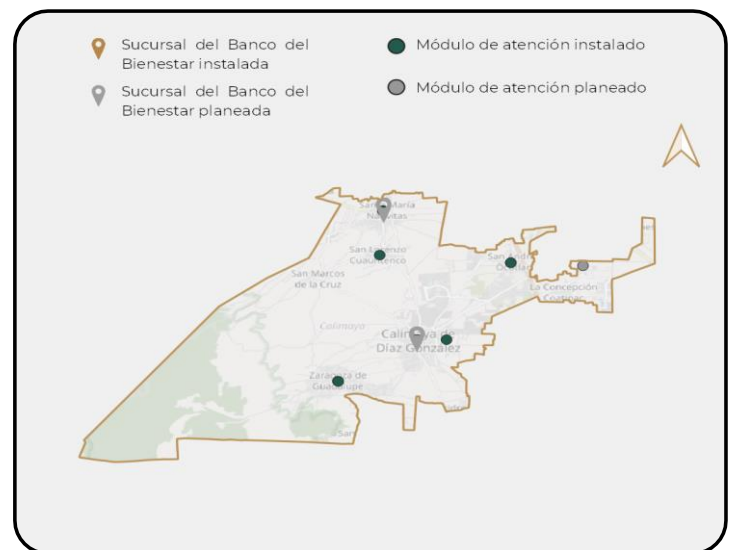 Sucursal del Banco del
Bienestar instalada
Módulo de atención instalado
Sucursal del Banco del
Bienestar planeada
Módulo de atención planeado
María
San Lorenzo
Cuauhtenco
San Marcos
de la Cruz
La Concepción
Calimaya
Calimaya de
Díaz González
Zaragoza de
Guadalupe
San